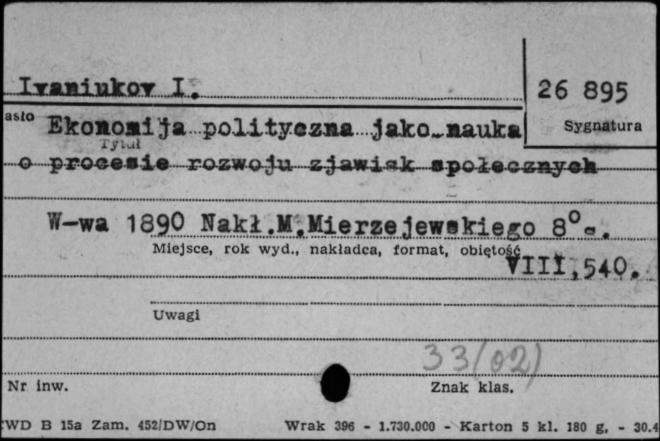 Ivaniukov I.
26 895
asło
Ekonomija polityczna jako nauka
Sygnatura
Tytuł
o procesie rozwoju zjawisk społecznych
W-wa 1890 Nakł.M.Mierzejewskiego 8° s.
Miejsce, rok wyd., nakładca, format, objętość
VIII,540.
Uwagi
33/02)
Nr inw.
Znak klas.
CWD B 15a Zam. 452/DW/On Wrak 396 - 1.730.000 - Karton 5 kl. 180 g, - 30.4